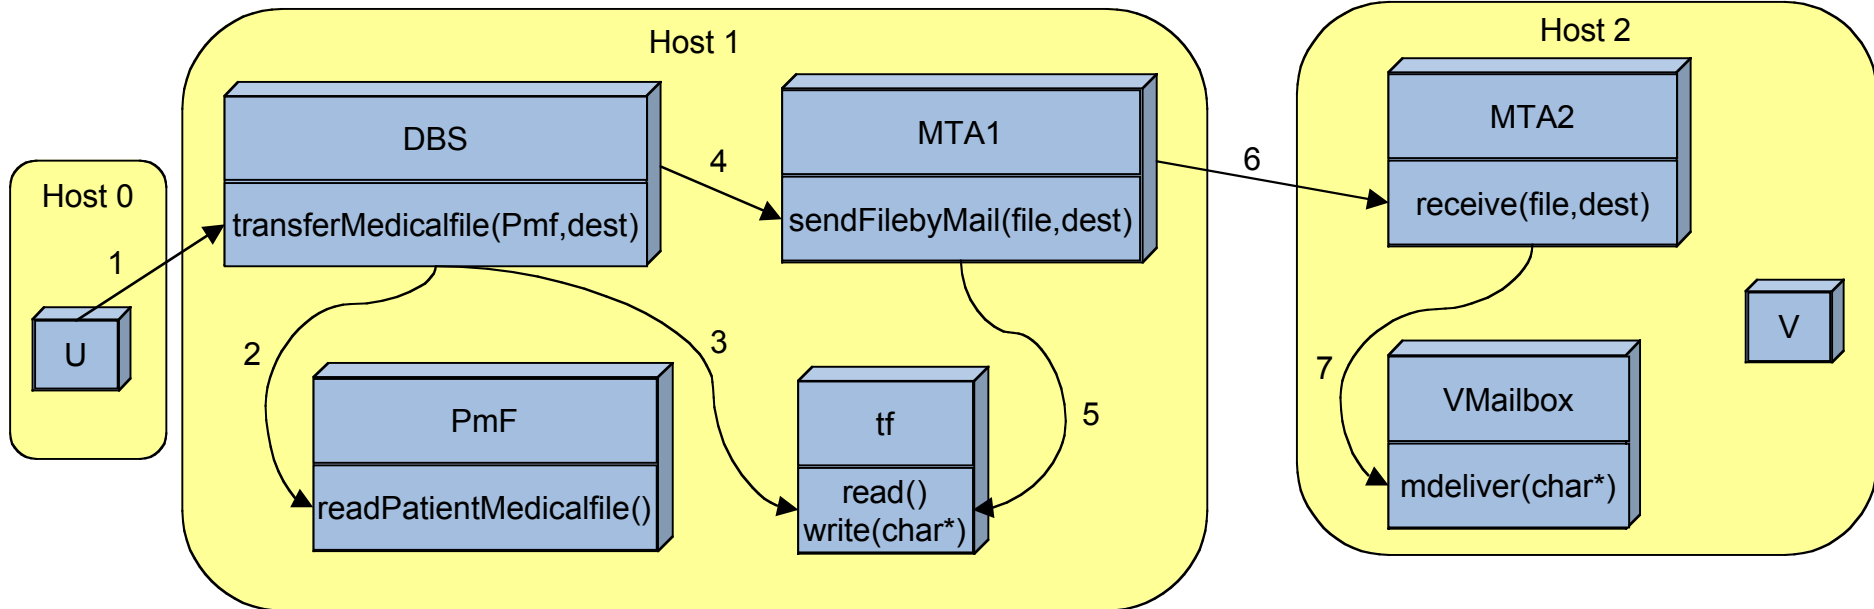 Host 0
U
1
Host 1
DBS
transferMedicalfile(Pmf,dest)
4
MTA1
sendFilebyMail(file,dest)
2
3
5
PmF
readPatientMedicalfile()
tf
read()
write(char*)
6
Host 2
MTA2
receive(file,dest)
7
VMailbox
mdeliver(char*)
V